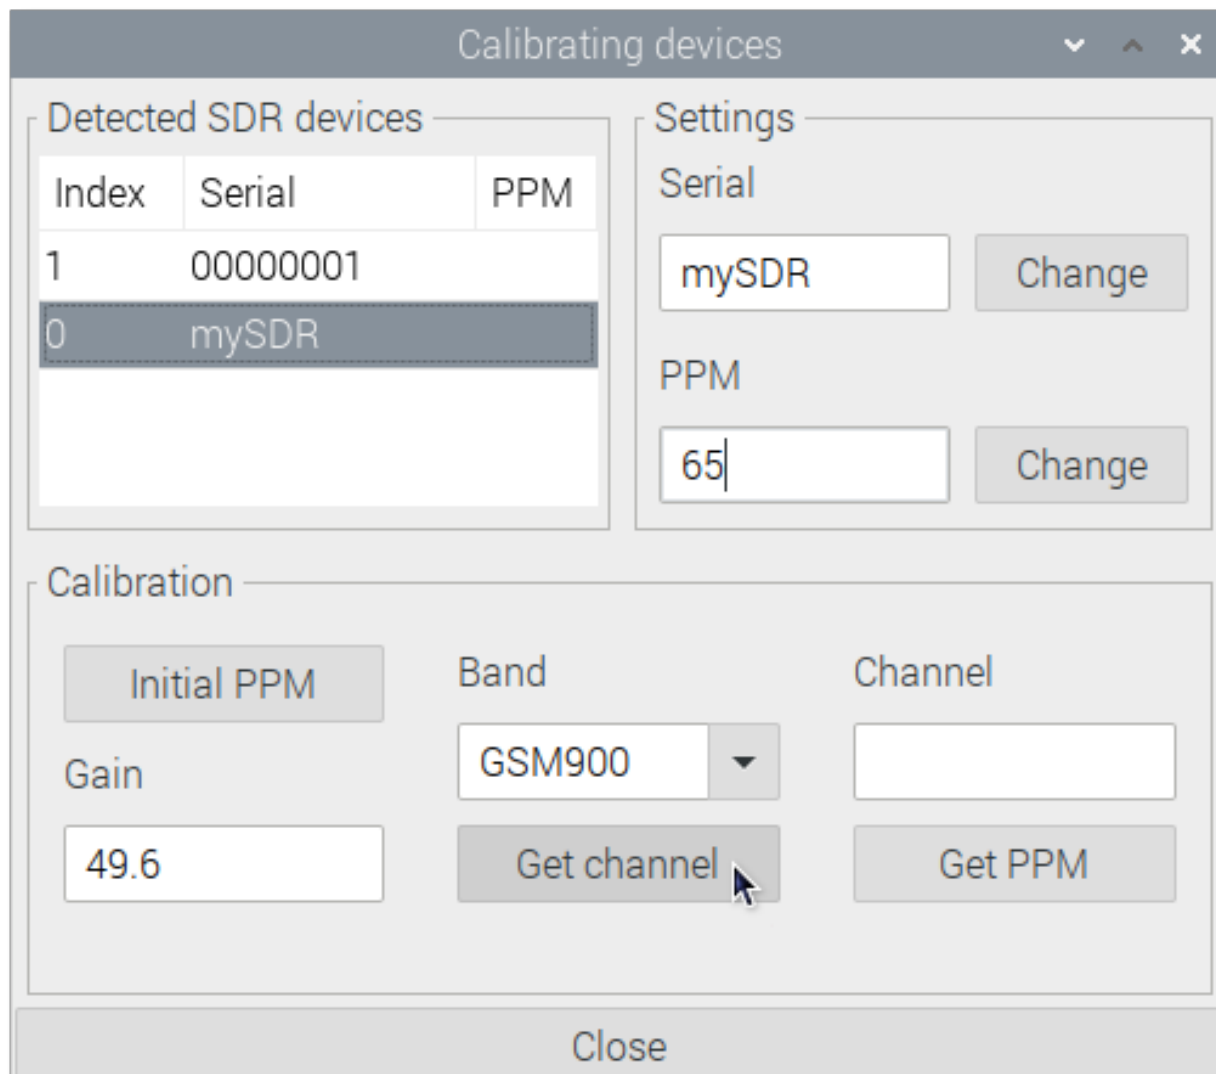 Calibrating devices
Detected SDR devices
Index Serial PPM
1 00000001
0 mySDR
Settings
Serial
mySDR Change
PPM
65 Change
Calibration
Initial PPM
Gain
49.6
Band
GSM900
Get channel
Channel
Get PPM
Close